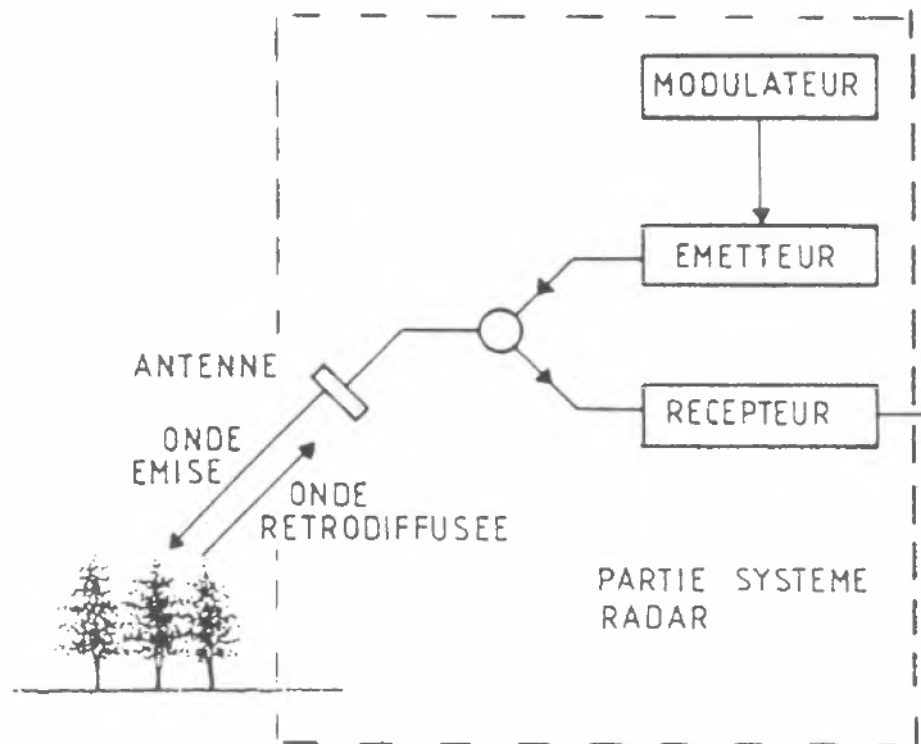 MODULATEUR
EMETTEUR
ANTENNE
RECEPTEUR
ONDE
EMISE
ONDE
RETRODIFFUSEE
PARTIE SYSTEME
RADAR